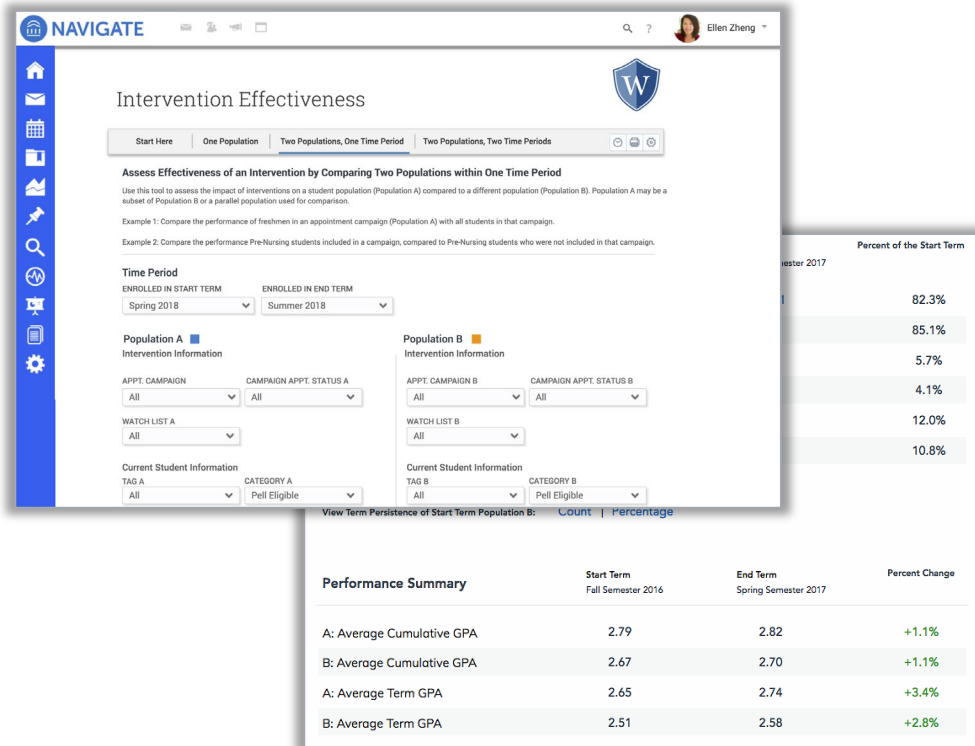 NAVIGATE
? Ellen Zheng
W
Intervention Effectiveness
Start Here One Population Two Populations, One Time Period Two Populations, Two Time Periods
Assess Effectiveness of an Intervention by Comparing Two Populations within One Time Period
Use this tool to assess the impact of interventions on a student population (Population A) compared to a different population (Population B). Population A may be a
subset of Population B or a parallel population used for comparison.
Example 1: Compare the performance of freshmen in an appointment campaign (Population A) with all students in that campaign.
Example 2: Compare the performance Pre-Nursing students included in a campaign, compared to Pre-Nursing students who were not included in that campaign.
Time Period
ENROLLED IN START TERM ENROLLED IN END TERM
Spring 2018 Summer 2018
Population A Population B
Intervention Information Intervention Information
APPT. CAMPAIGN CAMPAIGN APPT. STATUS A APPT. CAMPAIGN B CAMPAIGN APPT. STATUS B
All All All All
WATCH LIST A WATCH LIST B
All All
Current Student Information Current Student Information
TAG A CATEGORY A TAG B CATEGORY B
All Pell Eligible All Pell Eligible
Percent of the Start Term
2017
82.3%
85.1%
5.7%
4.1%
12.0%
10.8%
View Term Persistence of Start Term Population B: Count | Percentage
Performance Summary Start Term End Term Percent Change
Fall Semester 2016 Spring Semester 2017
A: Average Cumulative GPA 2.79 2.82 +1.1%
B: Average Cumulative GPA 2.67 2.70 +1.1%
A: Average Term GPA 2.65 2.74 +3.4%
B: Average Term GPA 2.51 2.58 +2.8%